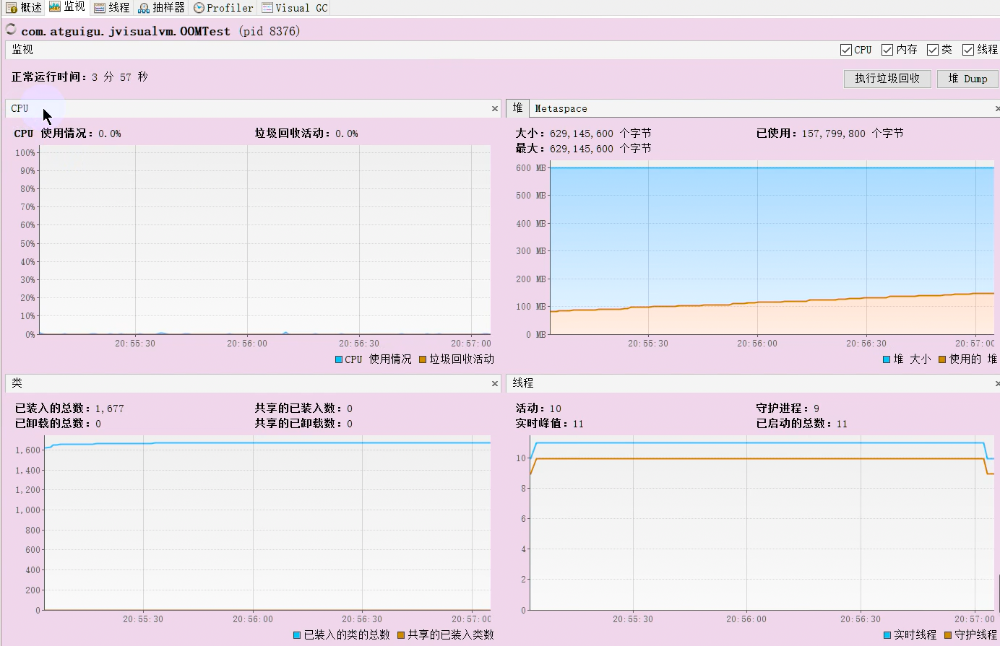 概述 监视 线程 抽样器 Profiler Visual GC
com.atguigu.jvisualvm.OOMTest (pid 8376)
监视 CPU 内存 类 线程
正常运行时间: 3 分 57 秒 执行垃圾回收 堆 Dump
CPU ×
CPU 使用情况: 0.0% 垃圾回收活动: 0.0%
100%
90%
80%
70%
60%
50%
40%
30%
20%
10%
0%
20:55:30 20:56:00 20:56:30 20:57:00
CPU 使用情况 垃圾回收活动
堆 Metaspace ×
大小: 629,145,600 个字节 已使用: 157,799,800 个字节
最大: 629,145,600 个字节
600 MB
500 MB
400 MB
300 MB
200 MB
100 MB
0 MB
20:55:30 20:56:00 20:56:30 20:57:00
堆 大小 使用的 堆
类 ×
已装入的总数: 1,677 共享的已装入数: 0
已卸载的总数: 0 共享的已卸载数: 0
1,600
1,400
1,200
1,000
800
600
400
200
0
20:55:30 20:56:00 20:56:30 20:57:00
已装入的类的总数 共享的已装入类数
线程 ×
活动: 10 守护进程: 9
实时峰值: 11 已启动的总数: 11
10
8
6
4
2
0
20:55:30 20:56:00 20:56:30 20:57:00
实时线程 守护线程